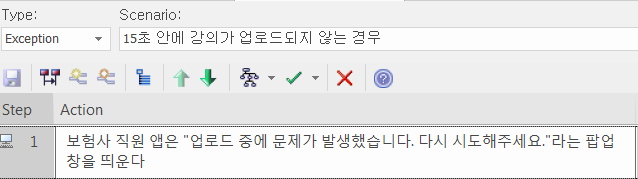 Type: Scenario:
Exception 15초 안에 강의가 업로드되지 않는 경우
Step Action
1 보험사 직원 앱은 "업로드 중에 문제가 발생했습니다. 다시 시도해주세요."라는 팝업
창을 띄운다